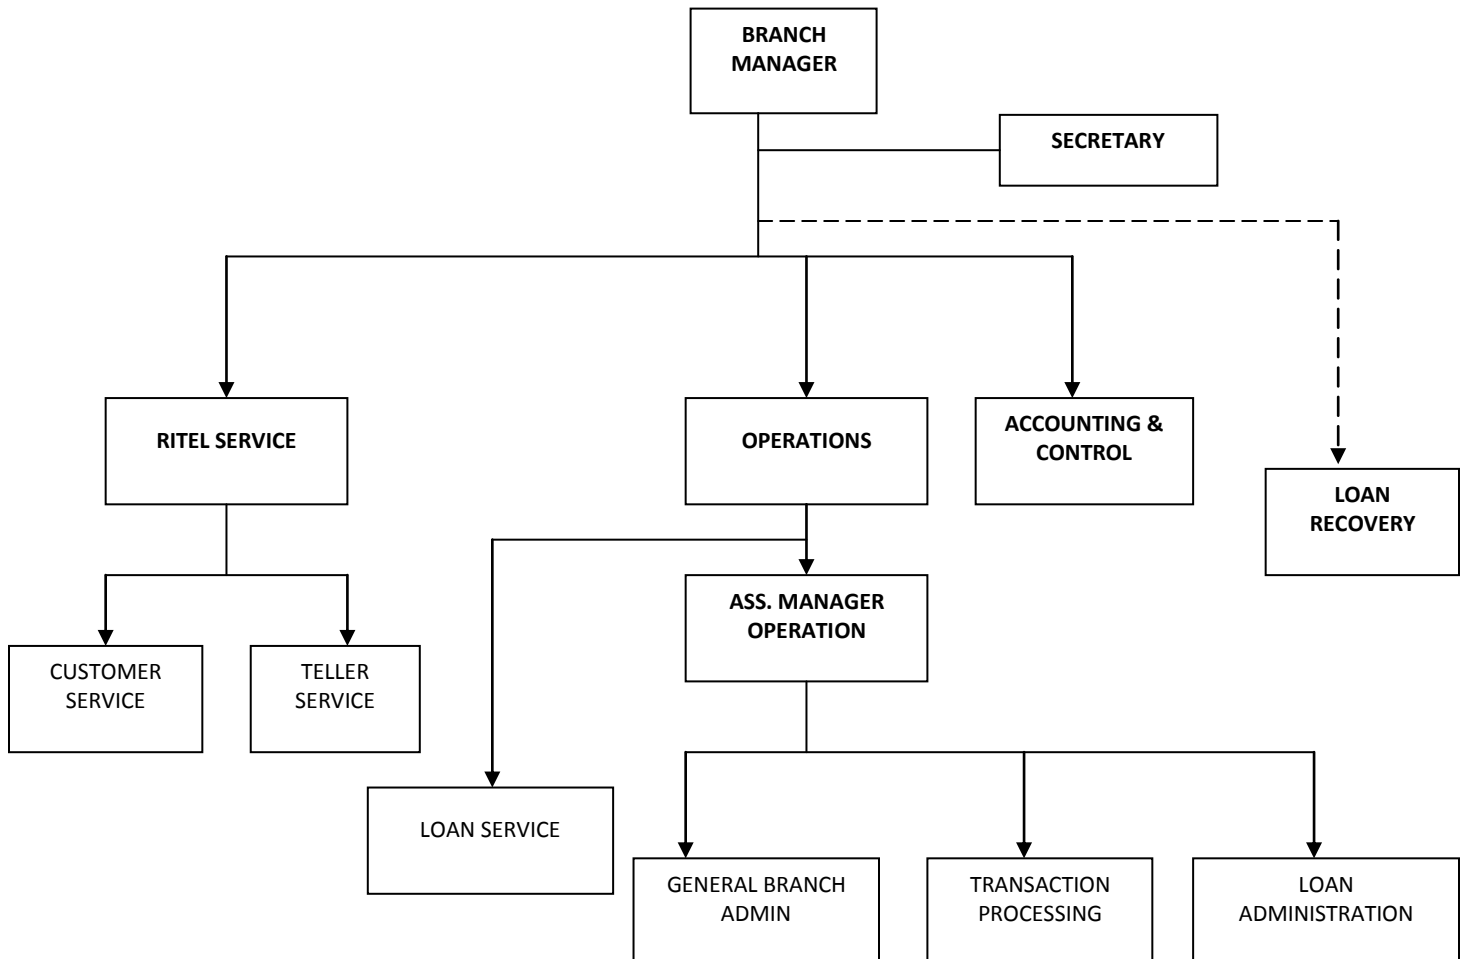 BRANCH
MANAGER
SECRETARY
RITEL SERVICE
OPERATIONS
ACCOUNTING &
CONTROL
LOAN
RECOVERY
ASS. MANAGER
OPERATION
CUSTOMER
SERVICE
TELLER
SERVICE
LOAN SERVICE
GENERAL BRANCH
ADMIN
TRANSACTION
PROCESSING
LOAN
ADMINISTRATION